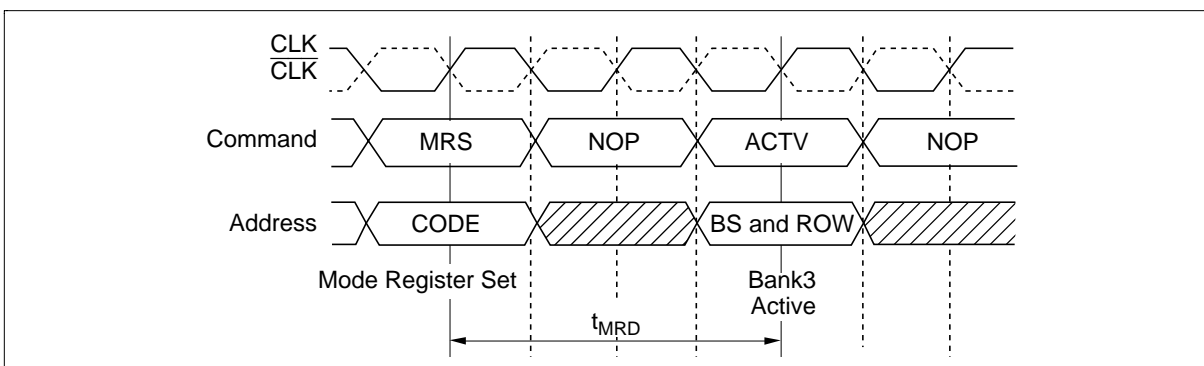 CLK
CLK
Command MRS NOP ACTV NOP
Address CODE BS and ROW
Mode Register Set Bank3
Active
tMRD